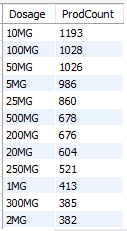 Dosage ProdCount
10MG 1193
100MG 1028
50MG 1026
5MG 986
25MG 860
500MG 678
200MG 676
20MG 604
250MG 521
1MG 413
300MG 385
2MG 382